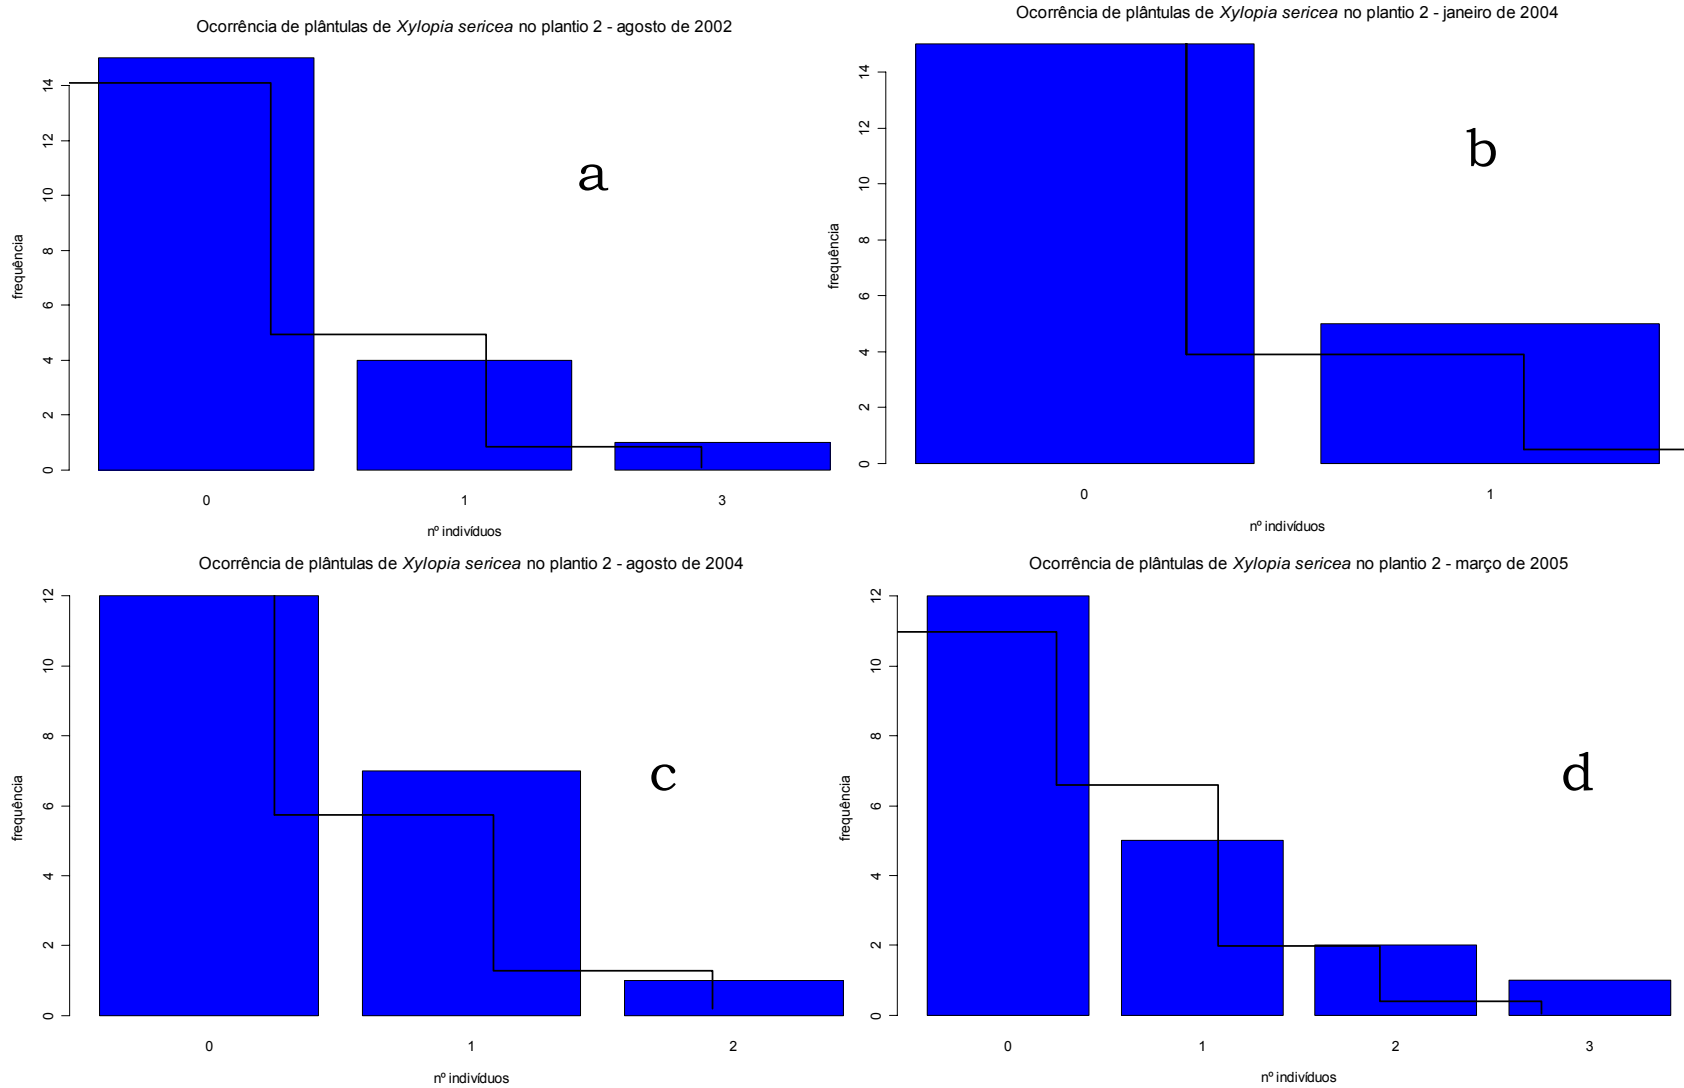 Ocorrência de plântulas de Xylopia sericea no plantio 2 - agosto de 2002
frequência
14
12
10
8
6
4
2
0
a
0 1 3
nº indivíduos
Ocorrência de plântulas de Xylopia sericea no plantio 2 - janeiro de 2004
frequência
14
12
10
8
6
4
2
0
b
0 1
nº indivíduos
Ocorrência de plântulas de Xylopia sericea no plantio 2 - agosto de 2004
frequência
12
10
8
6
4
2
0
c
0 1 2
nº indivíduos
Ocorrência de plântulas de Xylopia sericea no plantio 2 - março de 2005
frequência
12
10
8
6
4
2
0
d
0 1 2 3
nº indivíduos